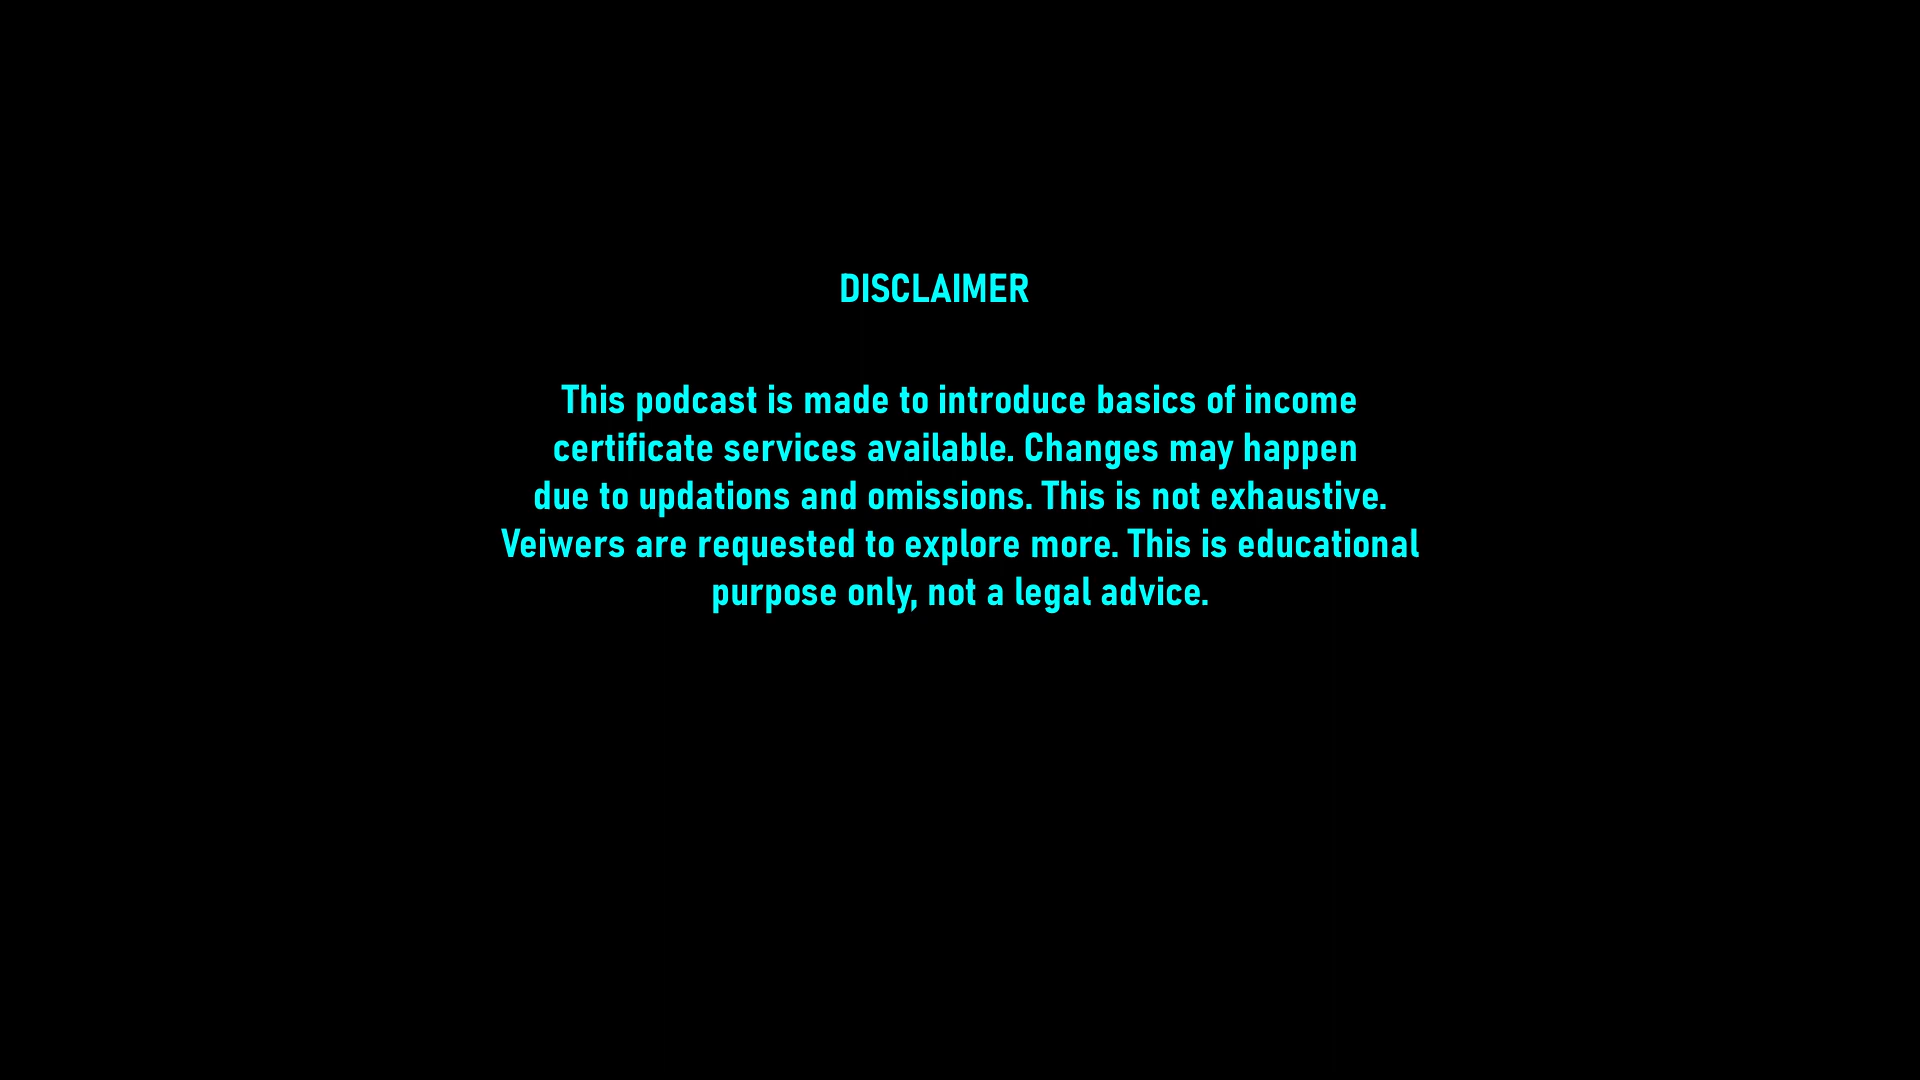 DISCLAIMER
This podcast is made to introduce basics of income
certificate services available. Changes may happen
due to updations and omissions. This is not exhaustive.
Veiwers are requested to explore more. This is educational
purpose only, not a legal advice.